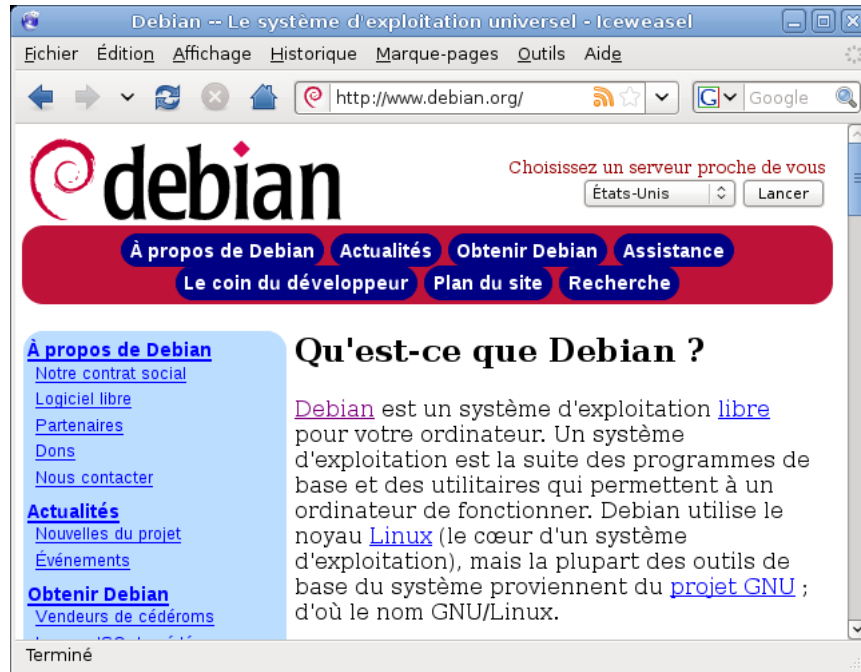 Debian -- Le système d'exploitation universel - Iceweasel
Fichier Édition Affichage Historique Marque-pages Outils Aide
http://www.debian.org/
G Google
debian
Choisissez un serveur proche de vous
États-Unis Lancer
À propos de Debian Actualités Obtenir Debian Assistance
Le coin du développeur Plan du site Recherche
À propos de Debian
Notre contrat social
Logiciel libre
Partenaires
Dons
Nous contacter
Actualités
Nouvelles du projet
Événements
Obtenir Debian
Vendeurs de cédéroms
Qu'est-ce que Debian ?
Debian est un système d'exploitation libre
pour votre ordinateur. Un système
d'exploitation est la suite des programmes de
base et des utilitaires qui permettent à un
ordinateur de fonctionner. Debian utilise le
noyau Linux (le cœur d'un système
d'exploitation), mais la plupart des outils de
base du système proviennent du projet GNU ;
d'où le nom GNU/Linux.
Terminé